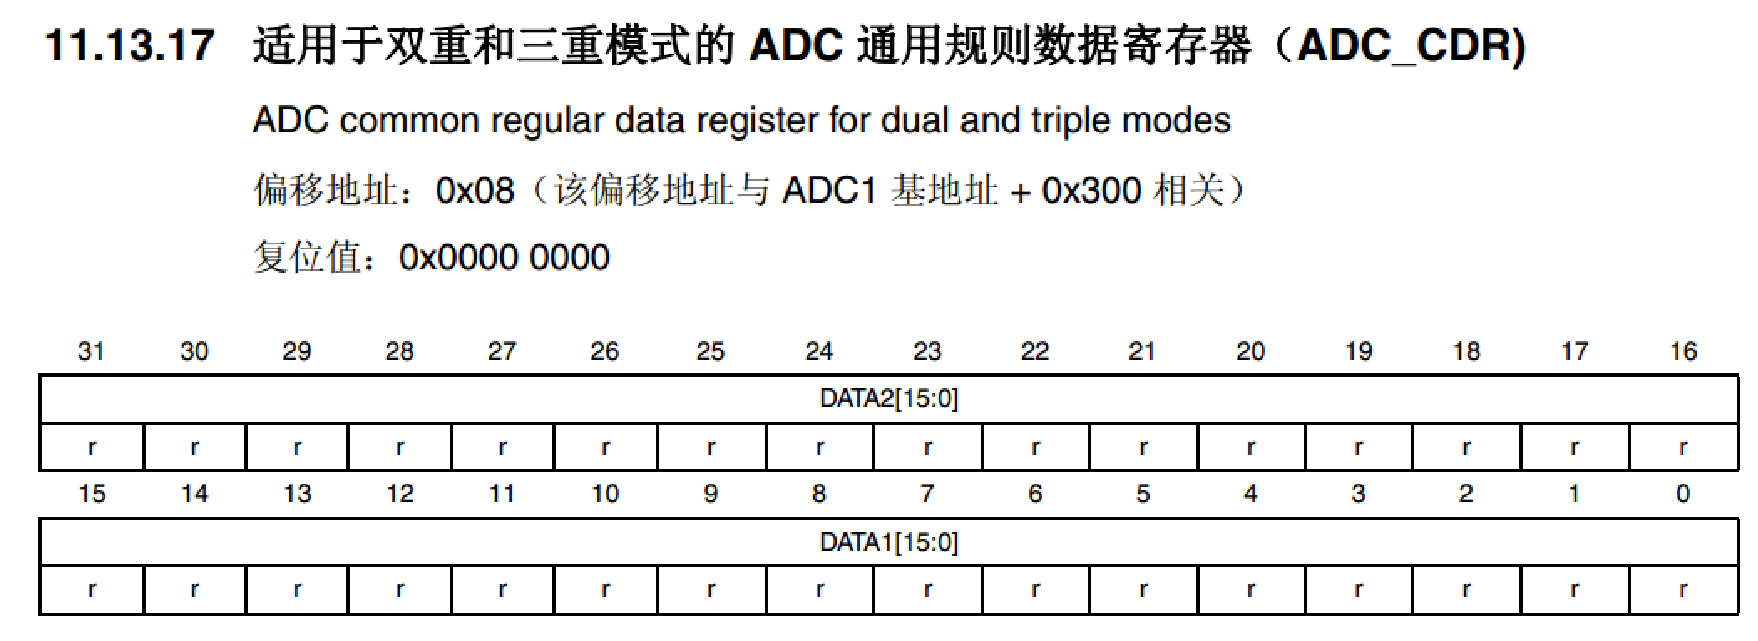 11.13.17 适用于双重和三重模式的 ADC 通用规则数据寄存器（ADC_CDR)
ADC common regular data register for dual and triple modes
偏移地址：0x08（该偏移地址与 ADC1 基地址 + 0x300 相关）
复位值：0x0000 0000
31 30 29 28 27 26 25 24 23 22 21 20 19 18 17 16
DATA2[15:0]
r r r r r r r r r r r r r r r r
15 14 13 12 11 10 9 8 7 6 5 4 3 2 1 0
DATA1[15:0]
r r r r r r r r r r r r r r r r